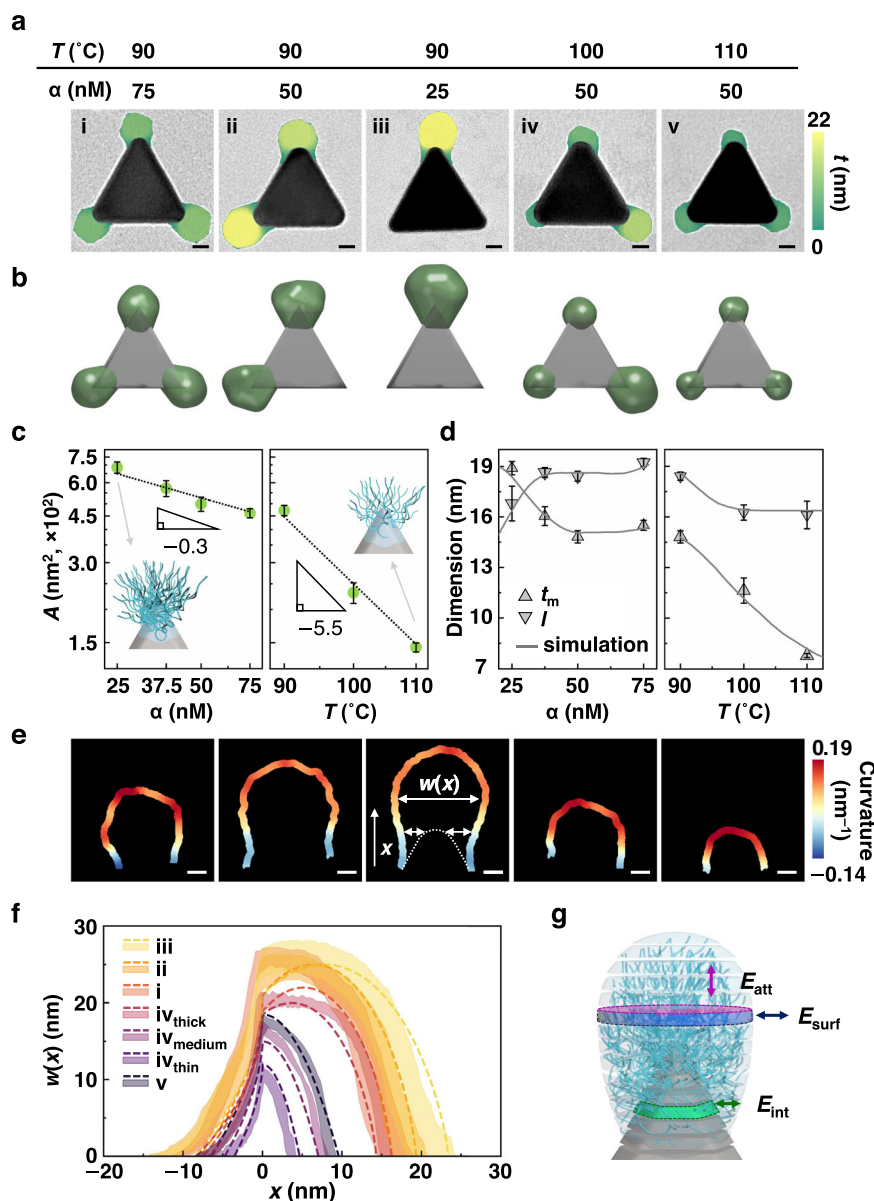 a
T (˚C) 90 90 90 100 110
α (nM) 75 50 25 50 50
i ii iii iv v
22
t (nm)
0
b
c
7.5
6.0
4.5
3.0
1.5
A (nm², ×10²)
−0.3
−5.5
25 37.5 50 75
α (nM)
90 100 110
T (˚C)
d
19
16
13
11
9
7
Dimension (nm)
tm
l
simulation
25 50 75
α (nM)
90 100 110
T (˚C)
e
w(x)
x
0.19
Curvature
(nm⁻¹)
−0.14
f
30
20
10
0
w(x) (nm)
iii
ii
i
ivthick
ivmedium
ivthin
v
−20 −10 0 10 20 30
x (nm)
g
Eatt
Esurf
Eint